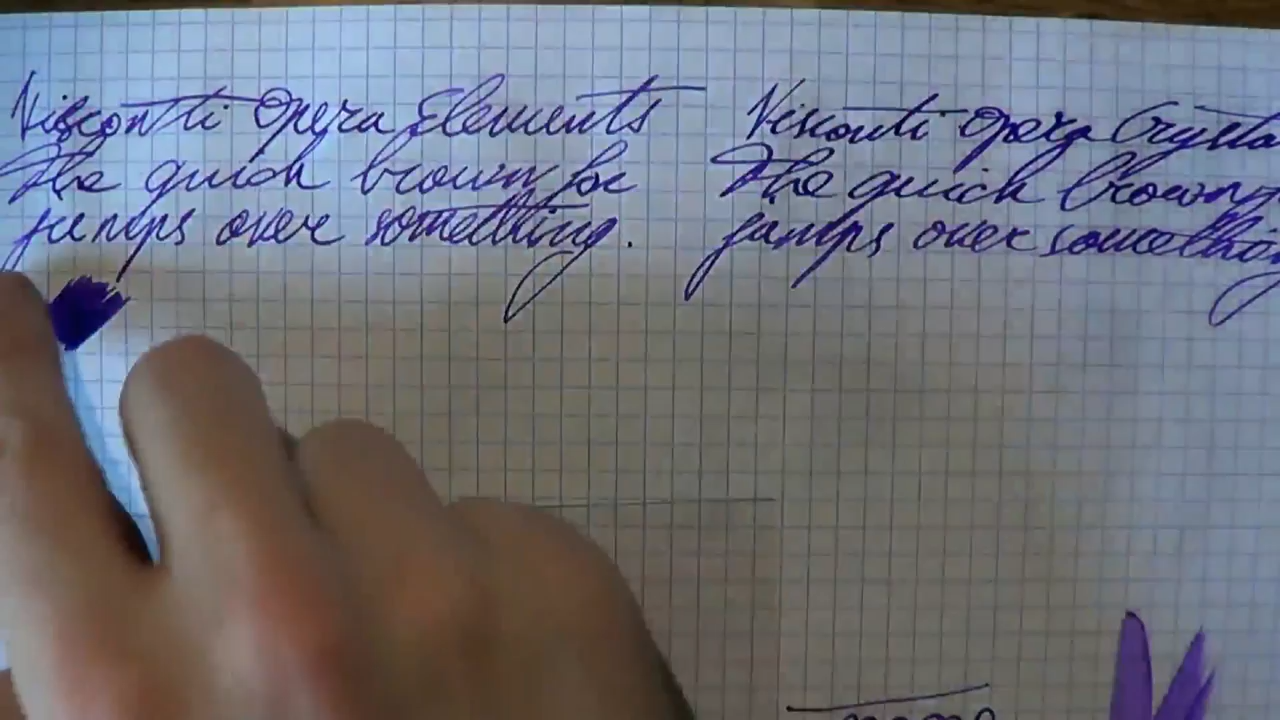 Visconti Opera Elements
The quick brown fox
jumps over something.
Visconti Opera Crysta
The quick brown
jumps over somethin